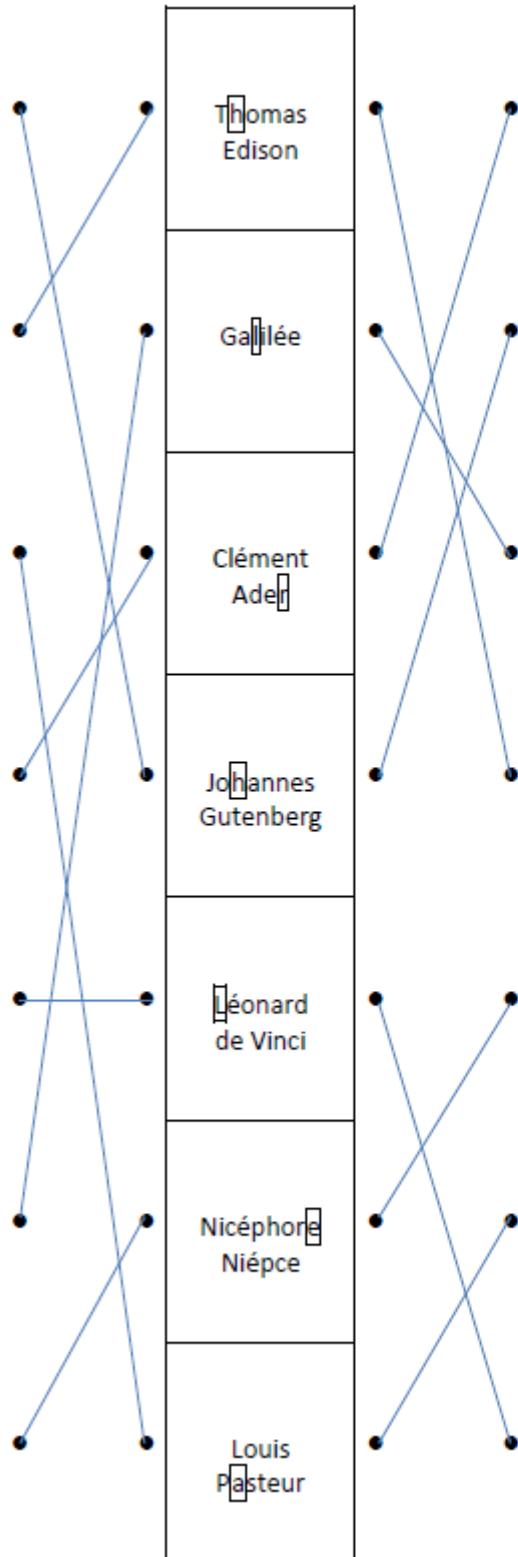 Thomas
Edison
Galilée
Clément
Ader
Johannes
Gutenberg
Léonard
de Vinci
Nicéphore
Niépce
Louis
Pasteur